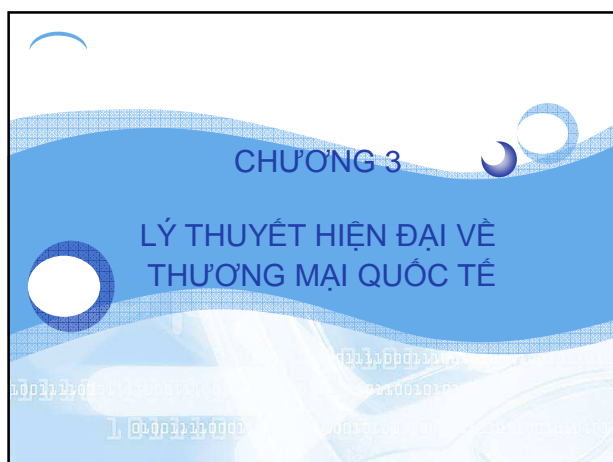 CHƯƠNG 3
LÝ THUYẾT HIỆN ĐẠI VỀ
THƯƠNG MẠI QUỐC TẾ